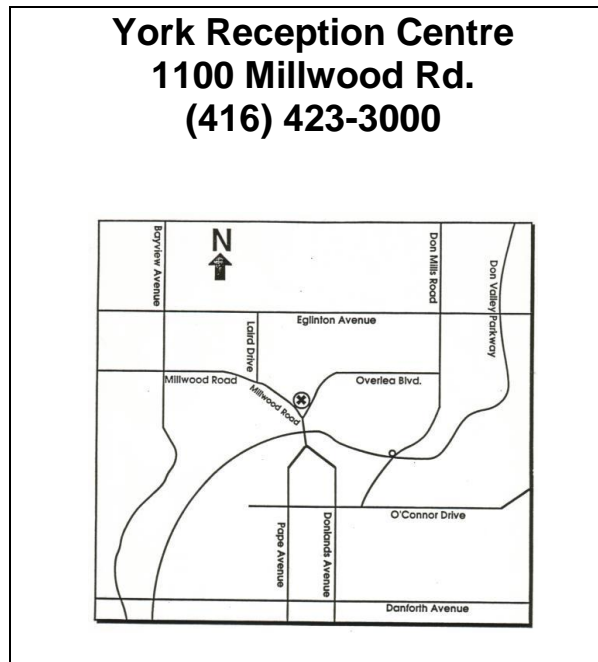 York Reception Centre
1100 Millwood Rd.
(416) 423-3000
Bayview Avenue
N
Don Mills Road
Don Valley Parkway
Laird Drive
Eglinton Avenue
Millwood Road
Millwood Road
Overlea Blvd.
O'Connor Drive
Pape Avenue
Donlands Avenue
Danforth Avenue